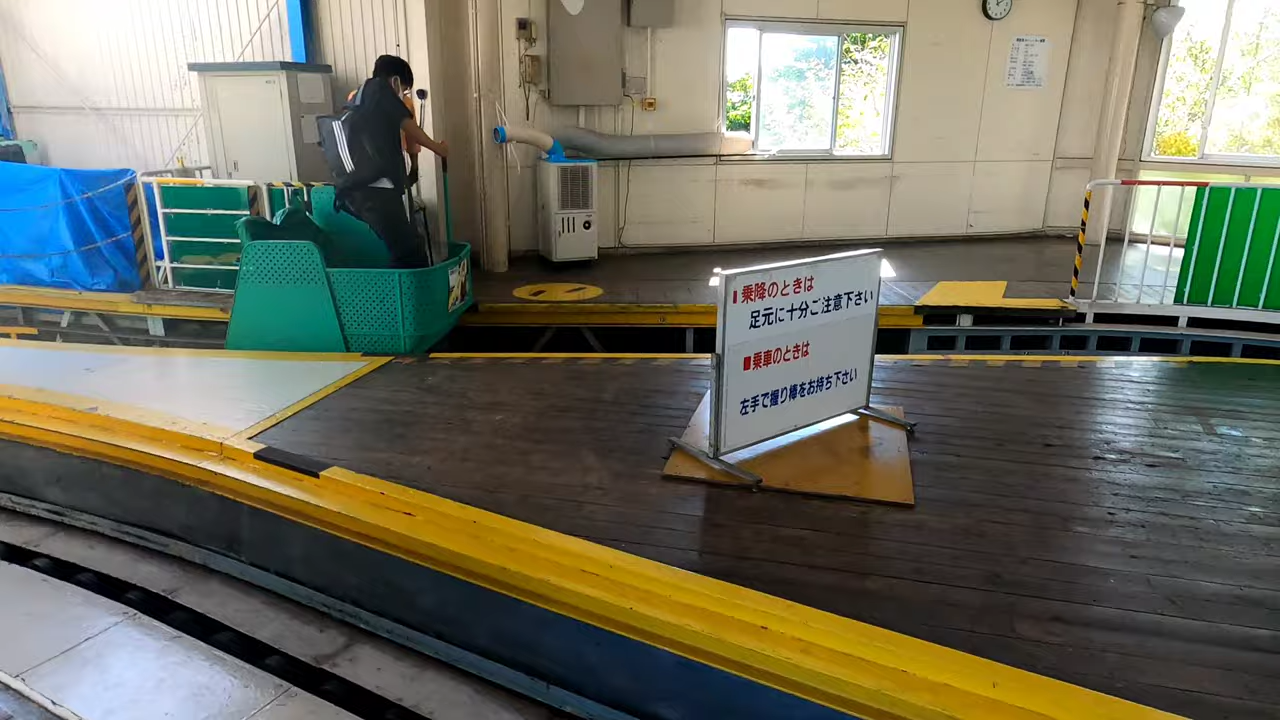 ■乗降のときは
足元に十分ご注意下さい
■乗車のときは
左手で握り棒をお持ち下さい